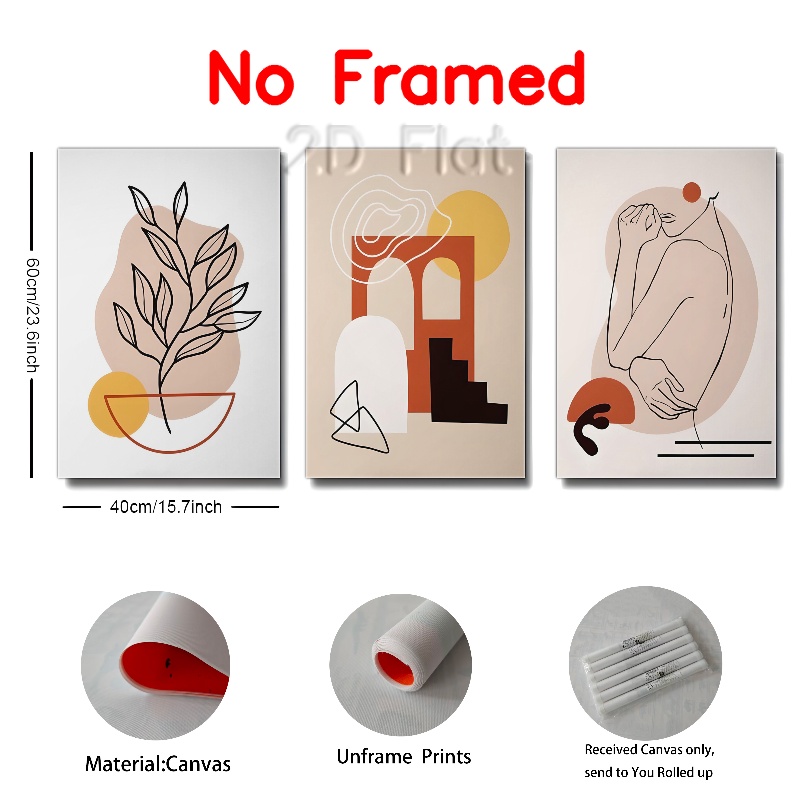 No Framed
2D Flat
60cm/23.6inch
40cm/15.7inch
Material:Canvas
Unframe Prints
Received Canvas only,
send to You Rolled up